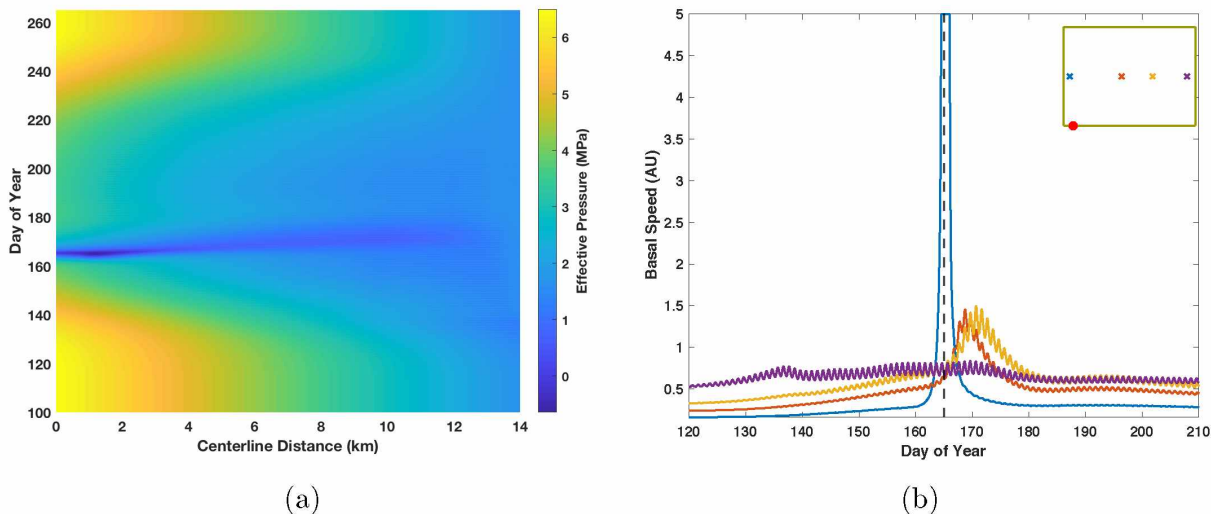 260
240
220
200
180
160
140
120
100
Day of Year
0 2 4 6 8 10 12 14
Centerline Distance (km)
6
5
4
3
2
1
0
Effective Pressure (MPa)
(a)
5
4.5
4
3.5
3
2.5
2
1.5
1
0.5
Basal Speed (AU)
120 130 140 150 160 170 180 190 200 210
Day of Year
(b)